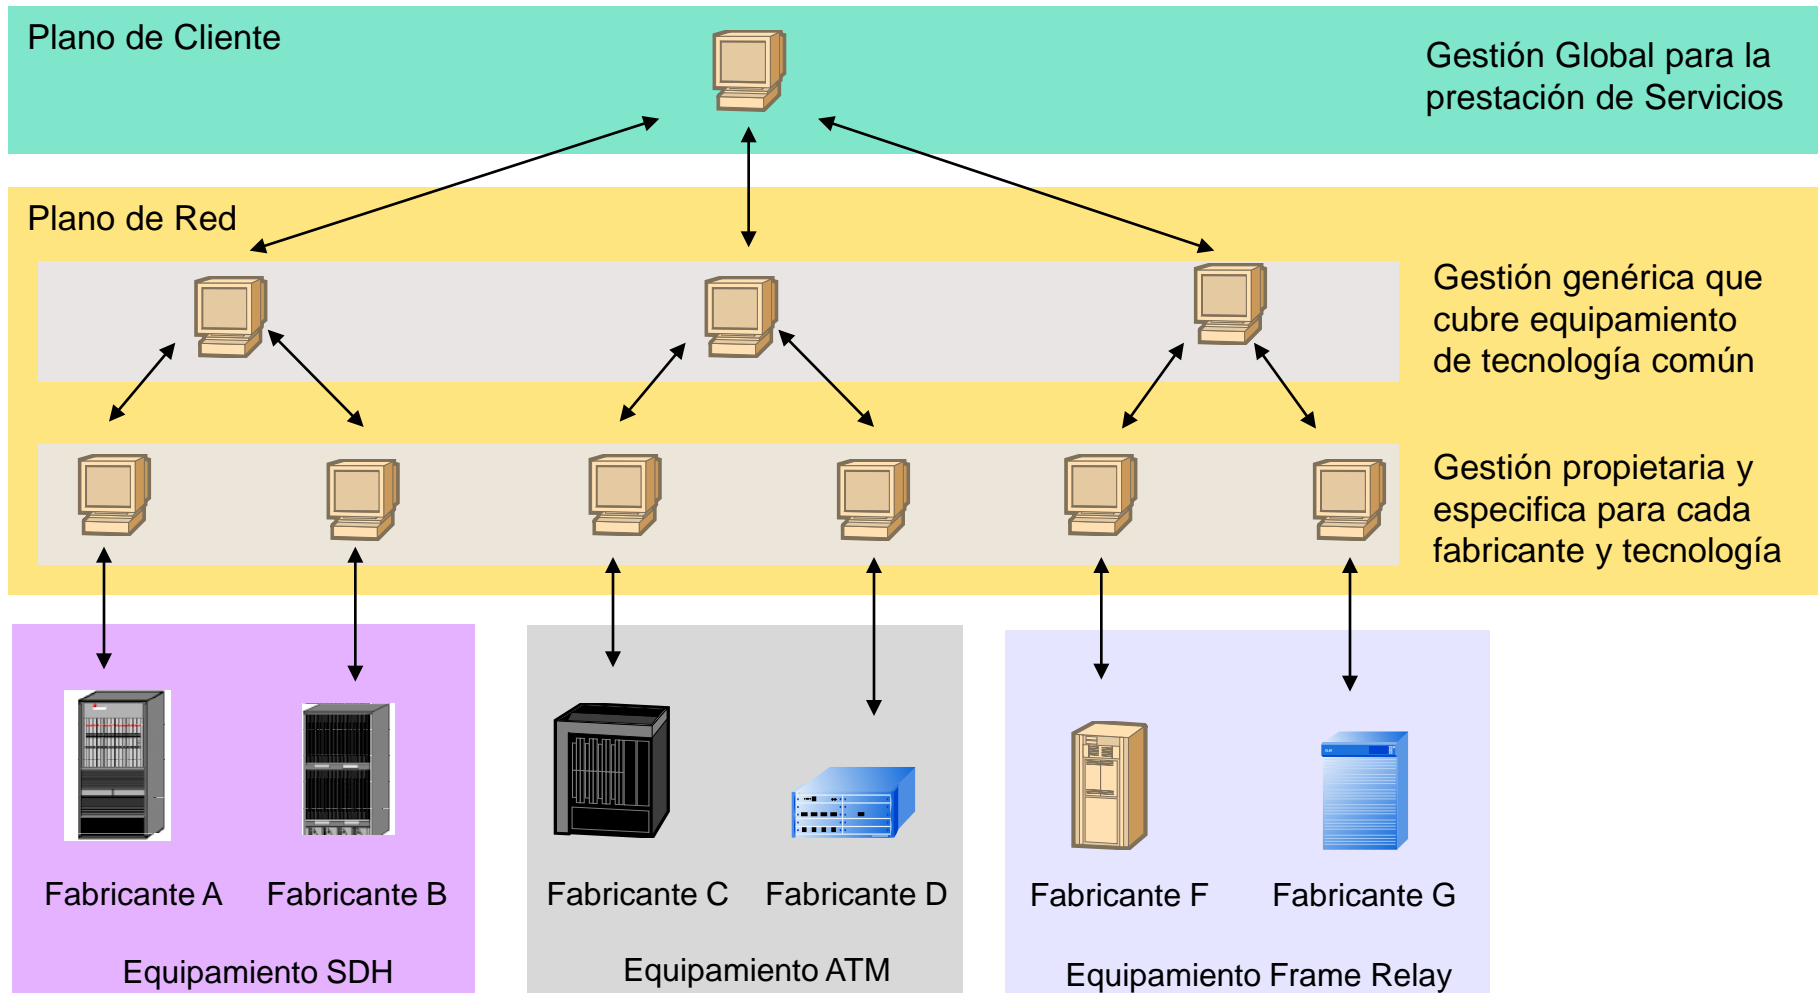 Plano de Cliente
Gestión Global para la
prestación de Servicios
Plano de Red
Gestión genérica que
cubre equipamiento
de tecnología común
Gestión propietaria y
especifica para cada
fabricante y tecnología
Fabricante A
Fabricante B
Fabricante C
Fabricante D
Fabricante F
Fabricante G
Equipamiento SDH
Equipamiento ATM
Equipamiento Frame Relay